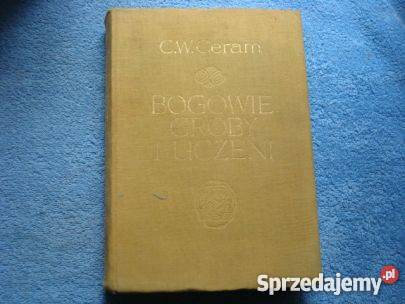 C.W. Ceram
BOGOWIE
GROBY
I UCZENI
Sprzedajemy.pl